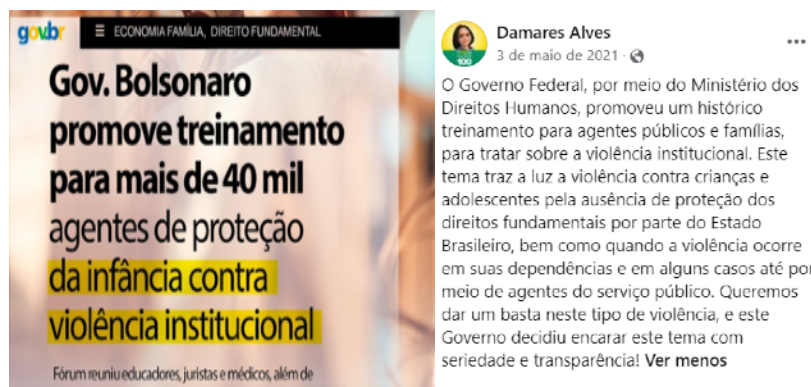 gov.br
☰ ECONOMIA FAMÍLIA, DIREITO FUNDAMENTAL
Gov. Bolsonaro
promove treinamento
para mais de 40 mil
agentes de proteção
da infância contra
violência institucional
Fórum reuniu educadores, juristas e médicos, além de
Damares Alves
3 de maio de 2021 ·
O Governo Federal, por meio do Ministério dos
Direitos Humanos, promoveu um histórico
treinamento para agentes públicos e famílias,
para tratar sobre a violência institucional. Este
tema traz a luz a violência contra crianças e
adolescentes pela ausência de proteção dos
direitos fundamentais por parte do Estado
Brasileiro, bem como quando a violência ocorre
em suas dependências e em alguns casos até por
meio de agentes do serviço público. Queremos
dar um basta neste tipo de violência, e este
Governo decidiu encarar este tema com
seriedade e transparência! Ver menos